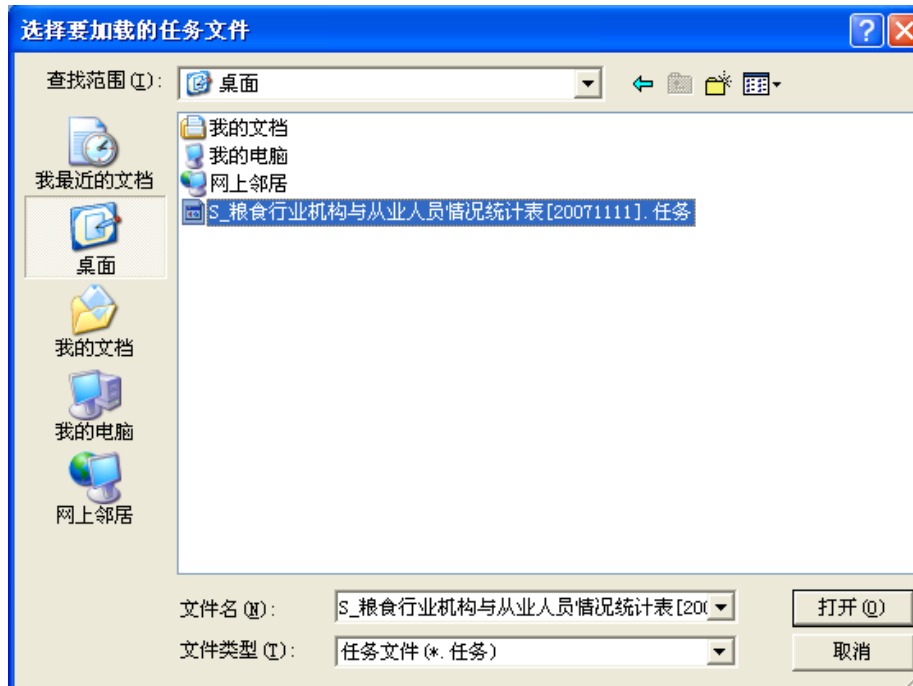 选择要加载的任务文件
查找范围(I):
桌面
我的文档
我的电脑
网上邻居
S_粮食行业机构与从业人员情况统计表[20071111].任务
我最近的文档
桌面
我的文档
我的电脑
网上邻居
文件名(N):
S_粮食行业机构与从业人员情况统计表[200
打开(O)
文件类型(T):
任务文件(*.任务)
取消